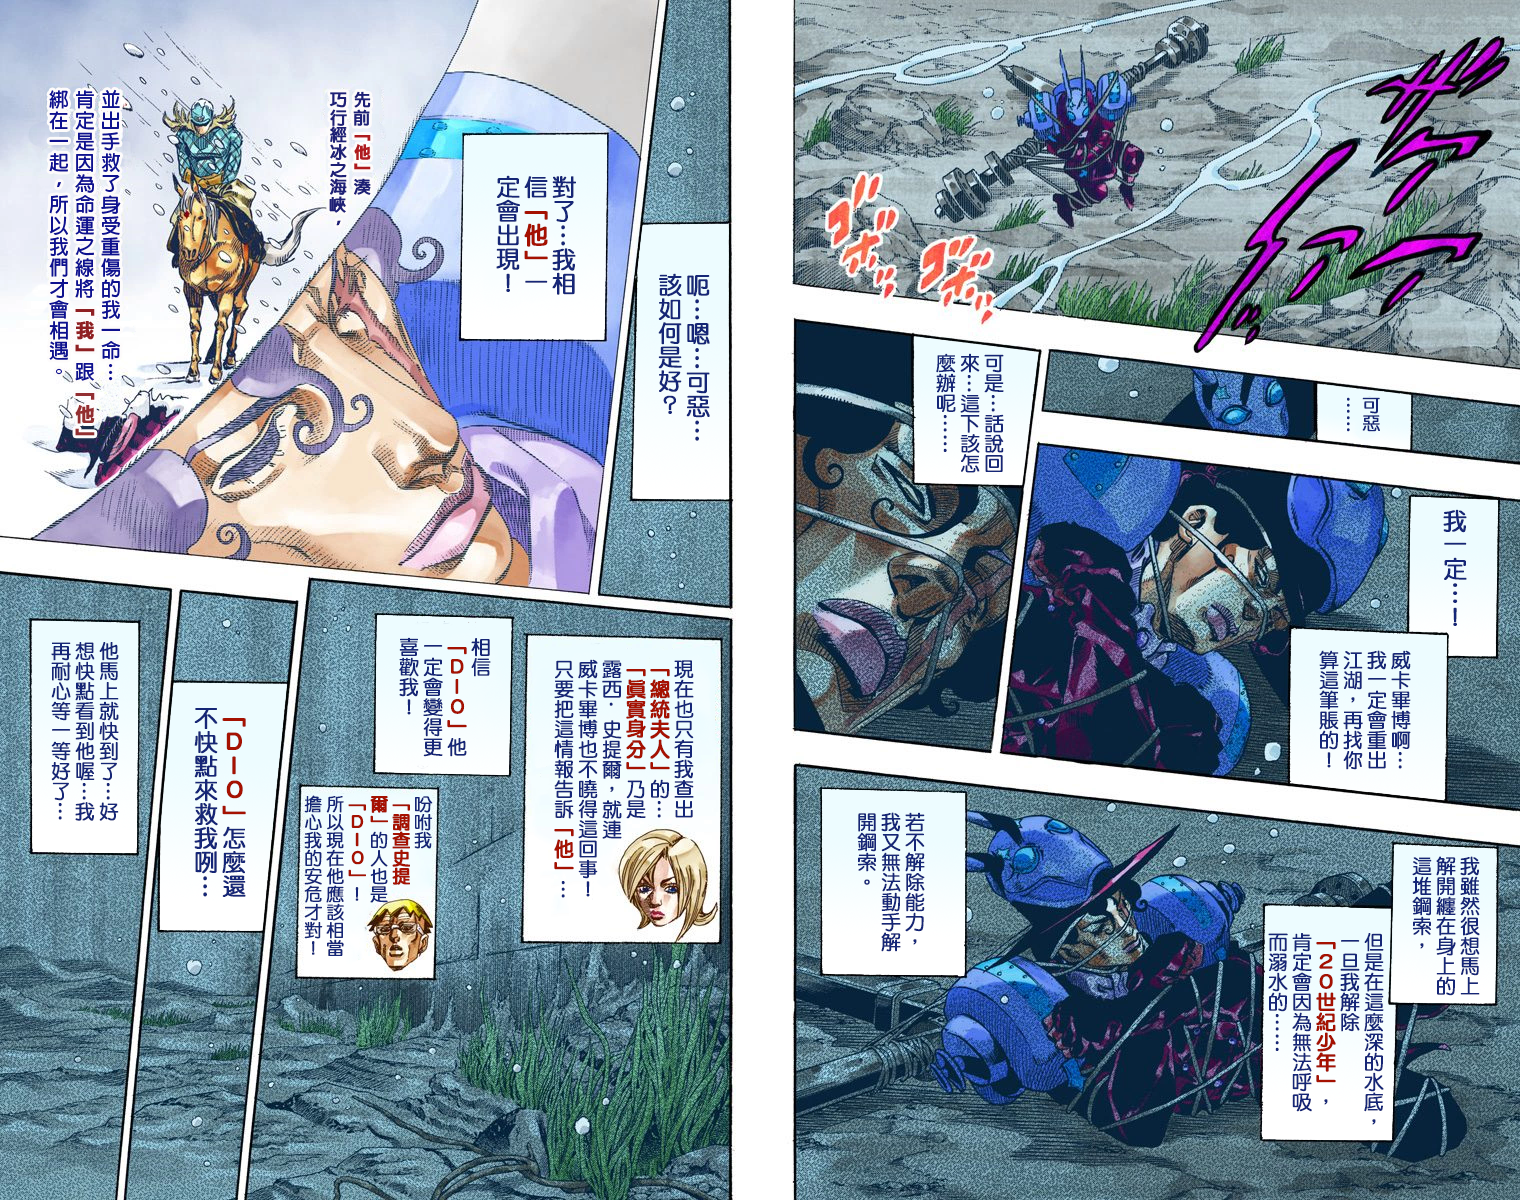 ザアアーー
ゴボゴボ
ゴボゴボ
可惡
……
我一定…！
威卡畢博啊…
我一定會重出
江湖，再找你
算這筆賬的！
可是…話說回
來…這下該怎
麼辦呢……
我雖然很想馬上
解開纏在身上的
這堆鋼索，
但是在這麼深的水底，
一旦我解除
「20世紀少年」，
肯定會因為無法呼吸
而溺水的……
若不解除能力，
我又無法動手解
開鋼索。
呃…嗯…可惡…
該如何是好？
對了…我相
信「他」一
定會出現！
先前「他」湊
巧行經冰之海峽，
並出手救了身受重傷的我一命…
肯定是因為命運之線將「我」跟「他」
綁在一起，所以我們才會相遇。
現在也只有我查出
「總統夫人」的…
「真實身分」乃是
露西．史提爾，就連
威卡畢博也不曉得這回事！
只要把這情報告訴「他」…
相信
「DIO」他
一定會變得更
喜歡我！
吩咐我
「調查史提
爾」的人也是
「DIO」！
所以現在他應該相當
擔心我的安危才對！
「DIO」怎麼還
不快點來救我咧…
他馬上就快到了…好
想快點看到他喔…我
再耐心等一等好了…